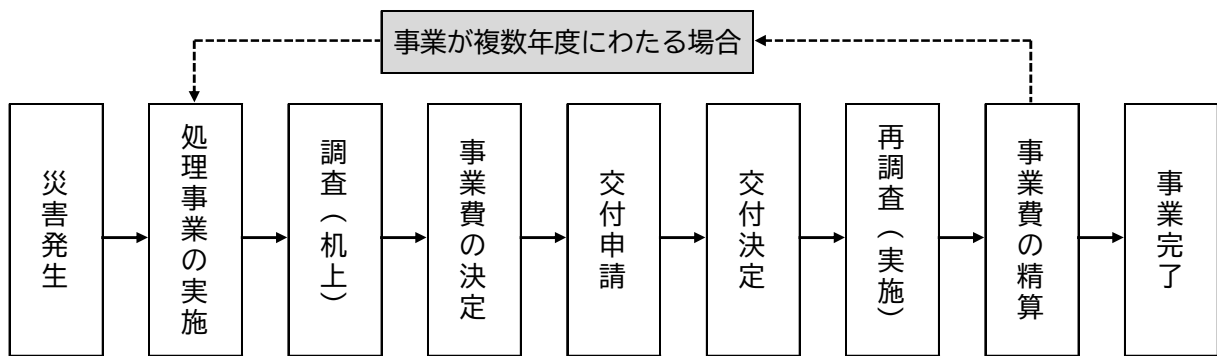 事業が複数年度にわたる場合
災害発生
処理事業の実施
調査（机上）
事業費の決定
交付申請
交付決定
再調査（実施）
事業費の精算
事業完了